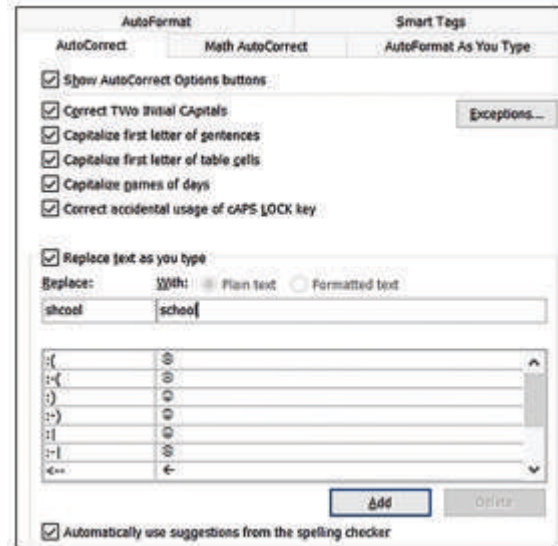 AutoFormat Smart Tags
AutoCorrect Math AutoCorrect AutoFormat As You Type
Show AutoCorrect Options buttons
Correct TWo INitial CApitals
Exceptions...
Capitalize first letter of sentences
Capitalize first letter of table cells
Capitalize names of days
Correct accidental usage of cAPS LOCK key
Replace text as you type
Replace: With: Plain text Formatted text
shcool school
:( ☹
:-( ☹
:) ☺
:-) ☺
:| 😐
:-| 😐
<-- ←
Add Delete
Automatically use suggestions from the spelling checker